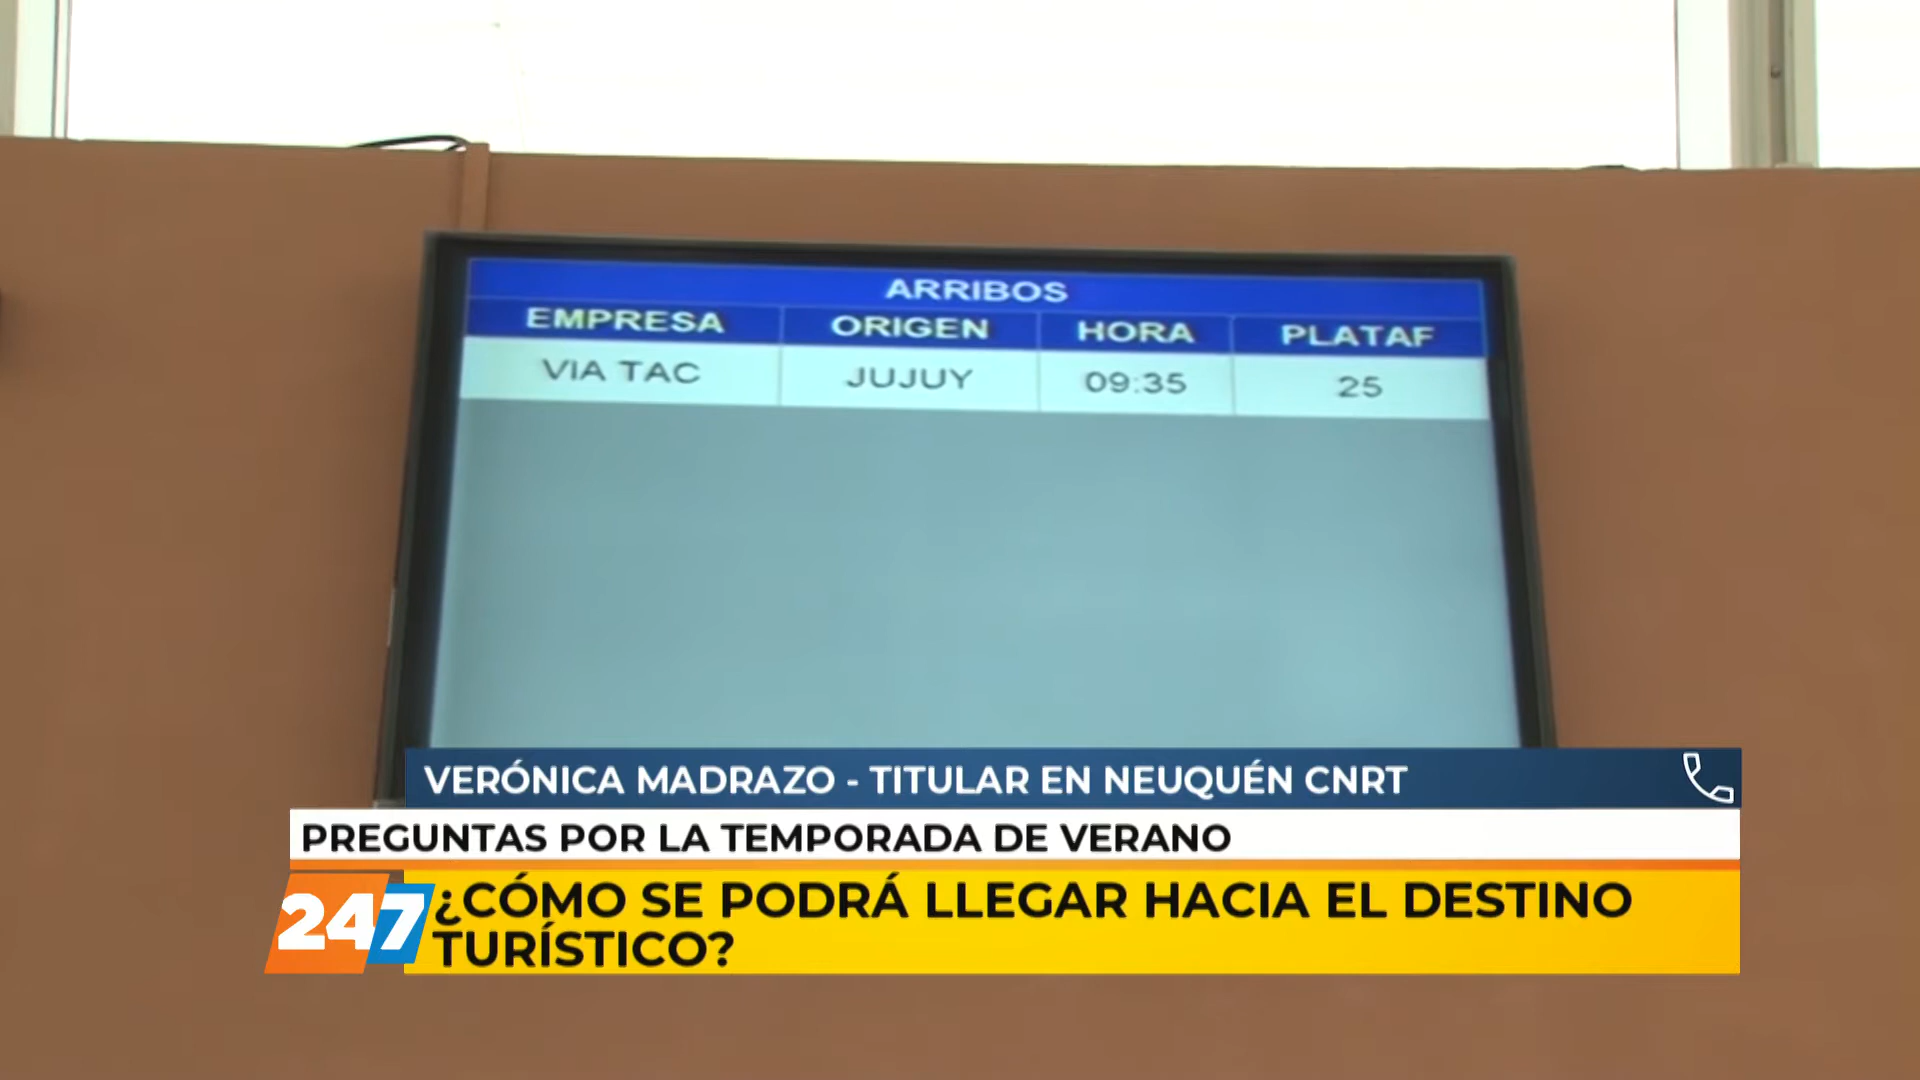 ARRIBOS
EMPRESA ORIGEN HORA PLATAF
VIA TAC JUJUY 09:35 25
VERÓNICA MADRAZO - TITULAR EN NEUQUÉN CNRT
PREGUNTAS POR LA TEMPORADA DE VERANO
247
¿CÓMO SE PODRÁ LLEGAR HACIA EL DESTINO
TURÍSTICO?